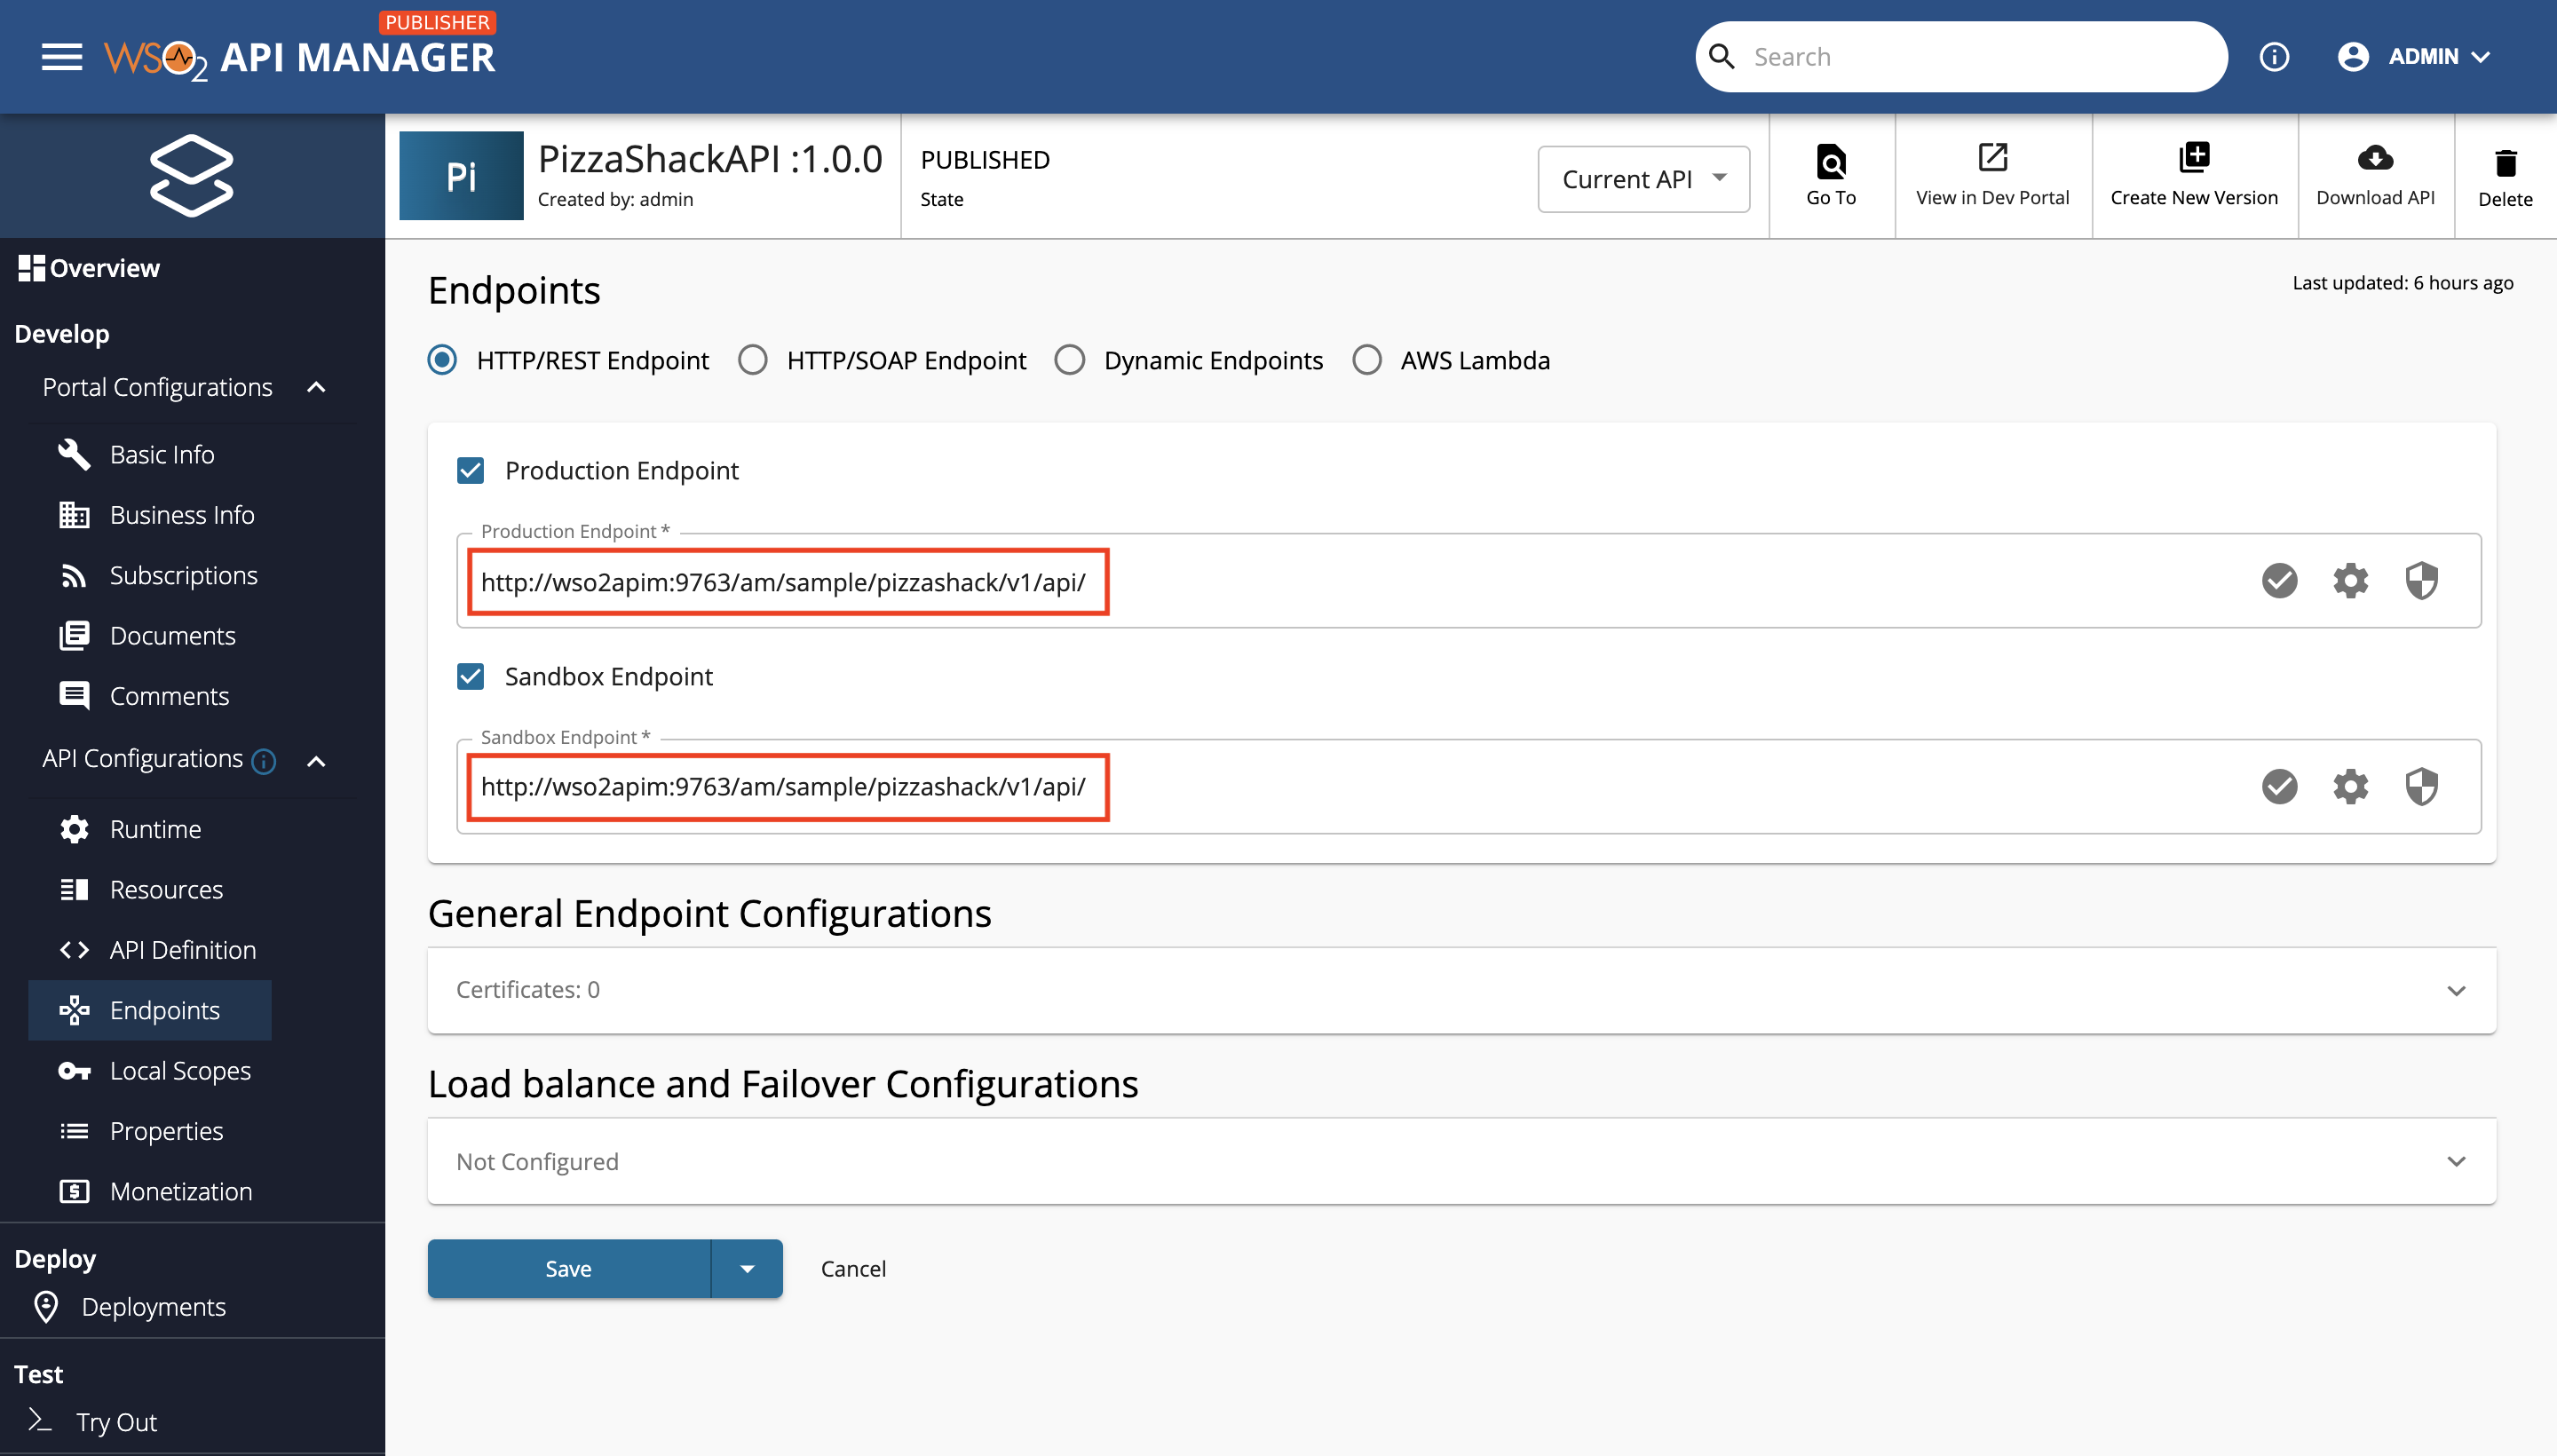 PUBLISHER
WSO2 API MANAGER
Search
ADMIN
Pi
PizzaShackAPI :1.0.0
Created by: admin
PUBLISHED
State
Current API
Go To
View in Dev Portal
Create New Version
Download API
Delete
Overview
Develop
Portal Configurations
Basic Info
Business Info
Subscriptions
Documents
Comments
API Configurations
Runtime
Resources
API Definition
Endpoints
Local Scopes
Properties
Monetization
Deploy
Deployments
Test
Try Out
Endpoints
Last updated: 6 hours ago
HTTP/REST Endpoint
HTTP/SOAP Endpoint
Dynamic Endpoints
AWS Lambda
Production Endpoint
Production Endpoint *
http://wso2apim:9763/am/sample/pizzashack/v1/api/
Sandbox Endpoint
Sandbox Endpoint *
http://wso2apim:9763/am/sample/pizzashack/v1/api/
General Endpoint Configurations
Certificates: 0
Load balance and Failover Configurations
Not Configured
Save
Cancel